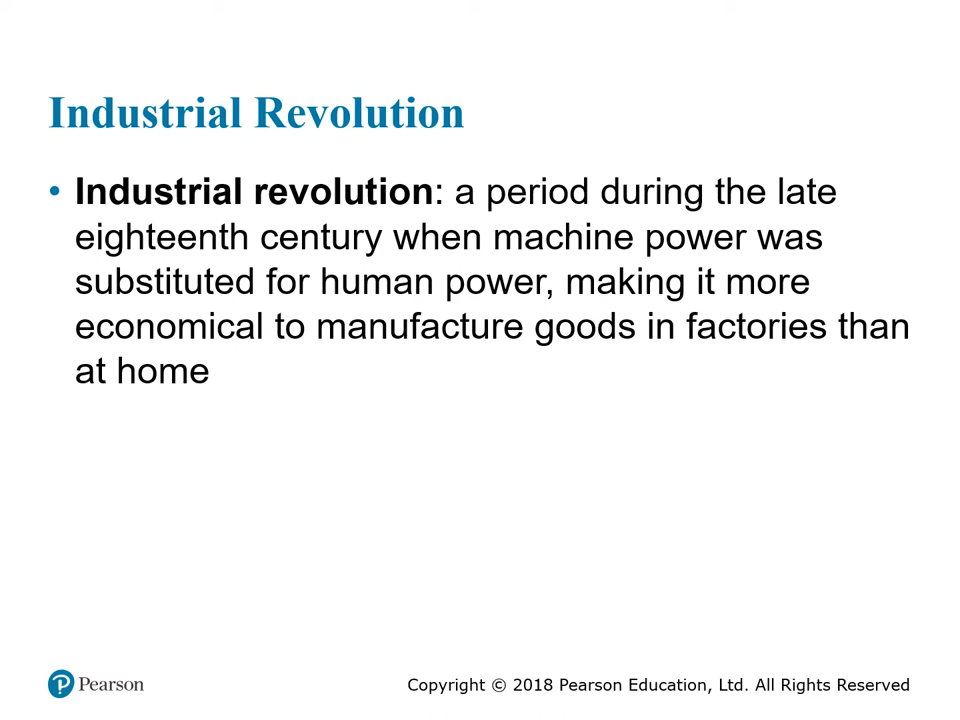 Industrial Revolution
• Industrial revolution: a period during the late
eighteenth century when machine power was
substituted for human power, making it more
economical to manufacture goods in factories than
at home
Pearson
Copyright © 2018 Pearson Education, Ltd. All Rights Reserved